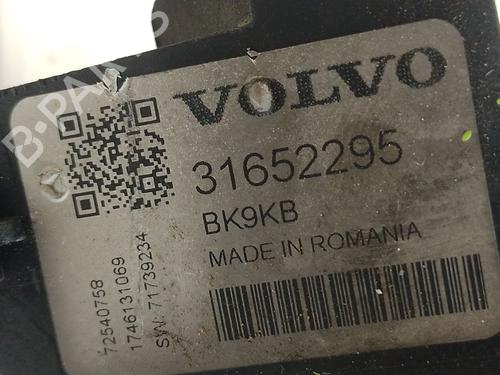 VOLVO
31652295
BK9KB
MADE IN ROMANIA
72540758
1746131069
SW: 71739234
B-PARTS